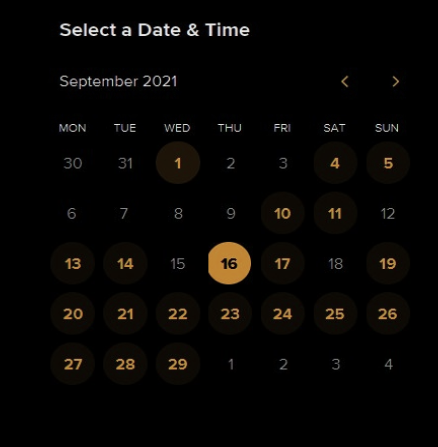 Select a Date & Time
September 2021 < >
MON TUE WED THU FRI SAT SUN
30 31 1 2 3 4 5
6 7 8 9 10 11 12
13 14 15 16 17 18 19
20 21 22 23 24 25 26
27 28 29 1 2 3 4